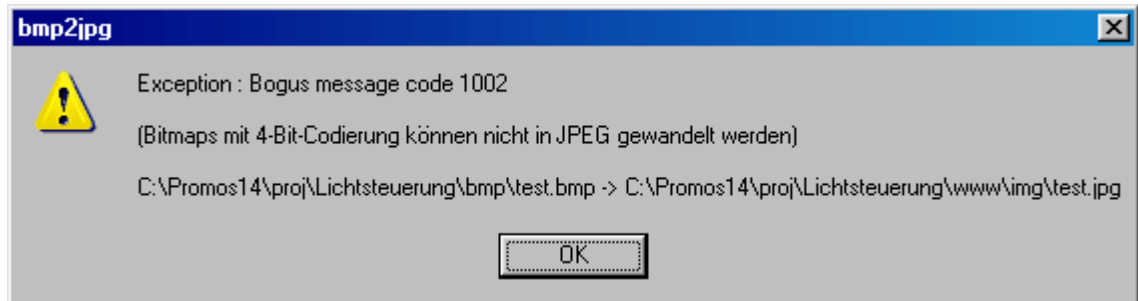 bmp2jpg
Exception : Bogus message code 1002
(Bitmaps mit 4-Bit-Codierung können nicht in JPEG gewandelt werden)
C:\Promos14\proj\Lichtsteuerung\bmp\test.bmp -> C:\Promos14\proj\Lichtsteuerung\www\img\test.jpg
OK